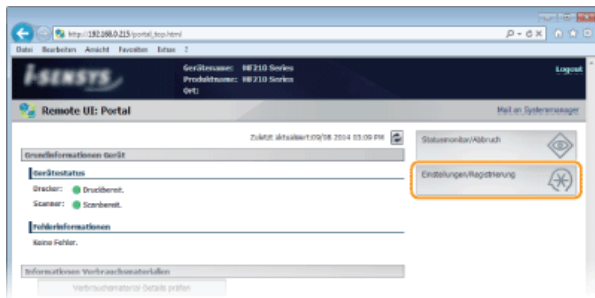 http://192.168.0.215/portal_top.html
Datei Bearbeiten Ansicht Favoriten Extras ?
i-SENSYS
Gerätename: MF210 Series
Produktname: MF210 Series
Ort:
Logout
Remote UI: Portal
Mail an Systemmanager
Zuletzt aktualisiert:09/08 2014 03:09 PM
Grundinformationen Gerät
Gerätestatus
Drucker: Druckbereit.
Scanner: Scanbereit.
Fehlerinformationen
Keine Fehler.
Informationen Verbrauchsmaterialien
Verbrauchsmaterial Details prüfen
Statusmonitor/Abbruch
Einstellungen/Registrierung